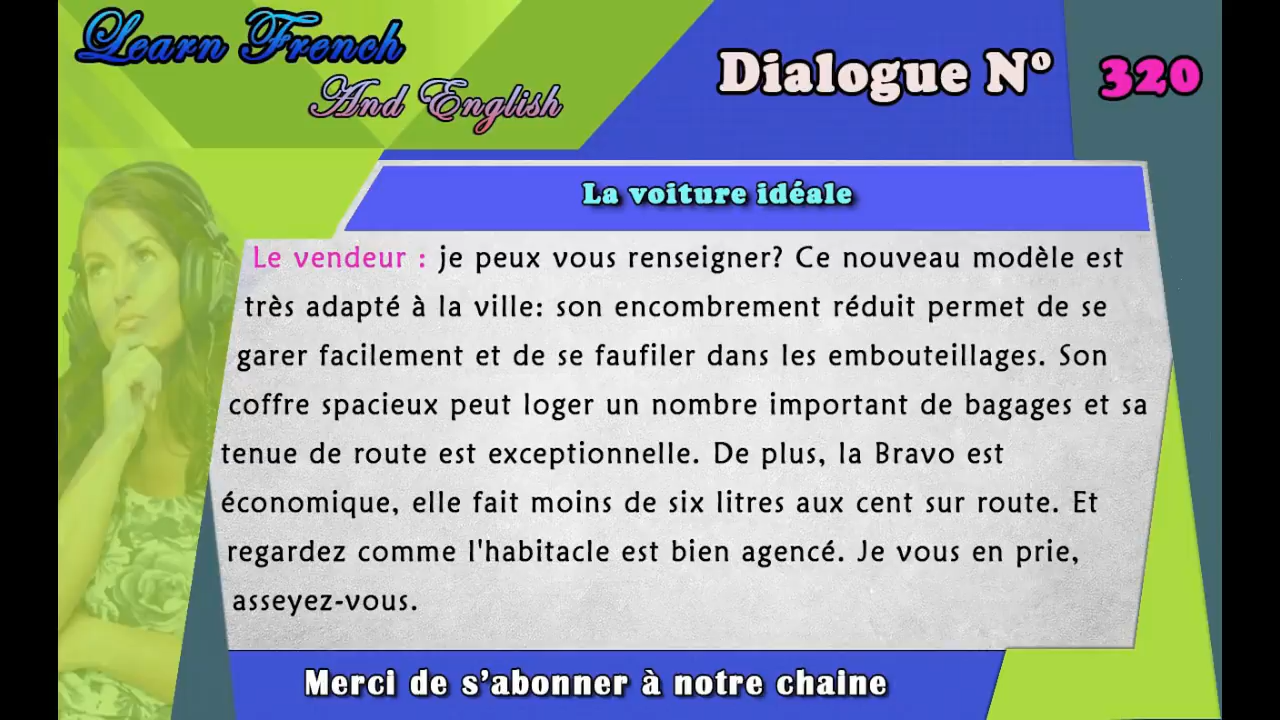 Learn French
And English
Dialogue Nº 320
La voiture idéale
Le vendeur : je peux vous renseigner? Ce nouveau modèle est
très adapté à la ville: son encombrement réduit permet de se
garer facilement et de se faufiler dans les embouteillages. Son
coffre spacieux peut loger un nombre important de bagages et sa
tenue de route est exceptionnelle. De plus, la Bravo est
économique, elle fait moins de six litres aux cent sur route. Et
regardez comme l'habitacle est bien agencé. Je vous en prie,
asseyez-vous.
Merci de s’abonner à notre chaine